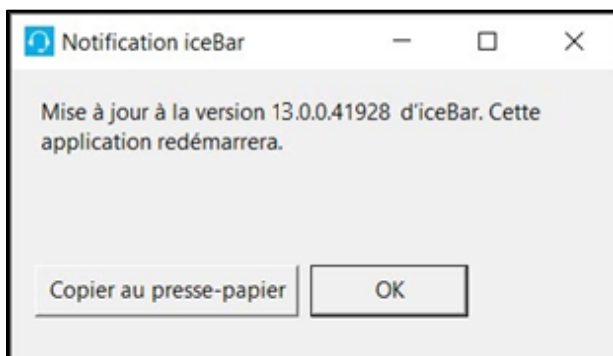 Notification iceBar
Mise à jour à la version 13.0.0.41928 d'iceBar. Cette
application redémarrera.
Copier au presse-papier
OK